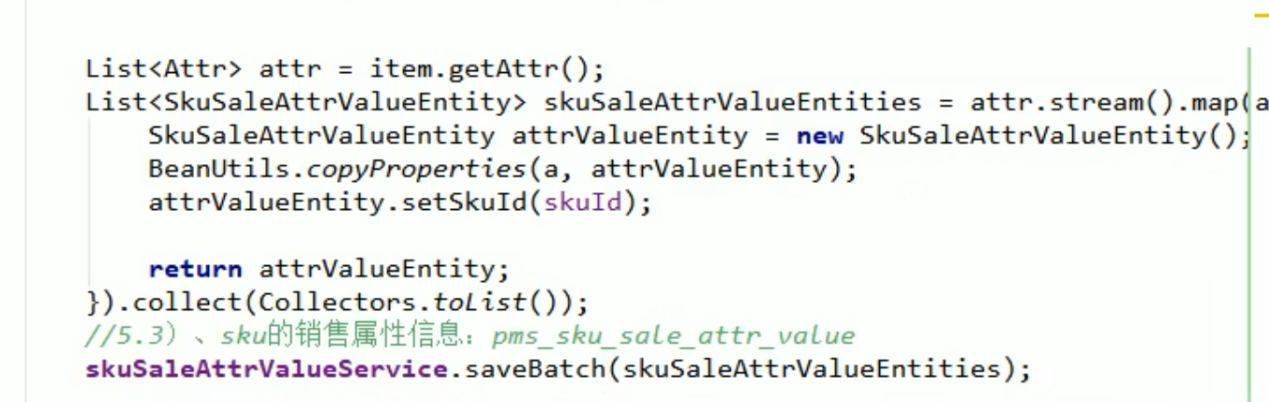 List<Attr> attr = item.getAttr();
List<SkuSaleAttrValueEntity> skuSaleAttrValueEntities = attr.stream().map(a
SkuSaleAttrValueEntity attrValueEntity = new SkuSaleAttrValueEntity();
BeanUtils.copyProperties(a, attrValueEntity);
attrValueEntity.setSkuId(skuId);
return attrValueEntity;
}).collect(Collectors.toList());
//5.3）、sku的销售属性信息：pms_sku_sale_attr_value
skuSaleAttrValueService.saveBatch(skuSaleAttrValueEntities);